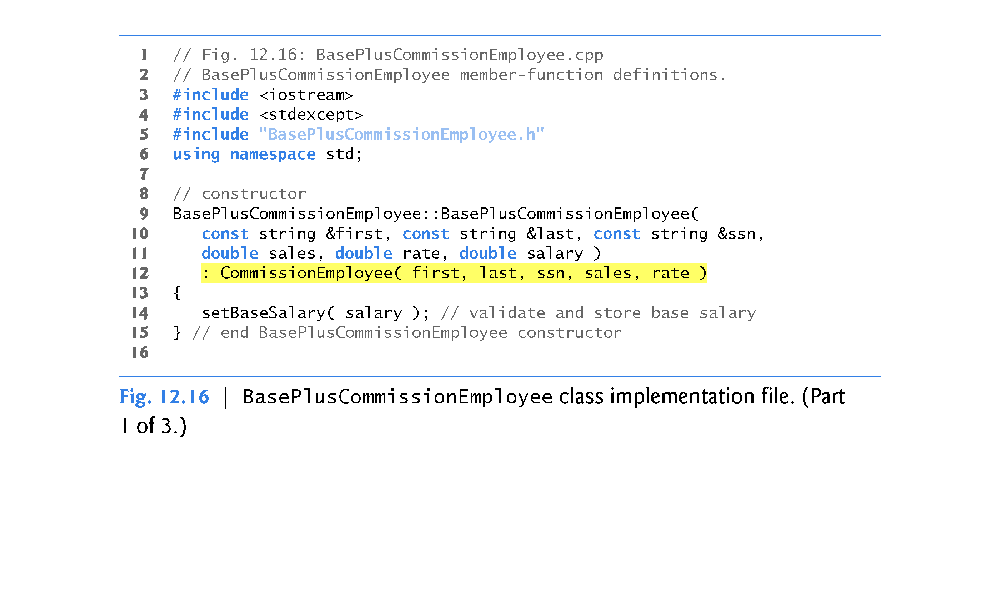 1 // Fig. 12.16: BasePlusCommissionEmployee.cpp
2 // BasePlusCommissionEmployee member-function definitions.
3 #include <iostream>
4 #include <stdexcept>
5 #include "BasePlusCommissionEmployee.h"
6 using namespace std;
7
8 // constructor
9 BasePlusCommissionEmployee::BasePlusCommissionEmployee(
10 const string &first, const string &last, const string &ssn,
11 double sales, double rate, double salary )
12 : CommissionEmployee( first, last, ssn, sales, rate )
13 {
14 setBaseSalary( salary ); // validate and store base salary
15 } // end BasePlusCommissionEmployee constructor
16
Fig. 12.16 | BasePlusCommissionEmployee class implementation file. (Part
1 of 3.)